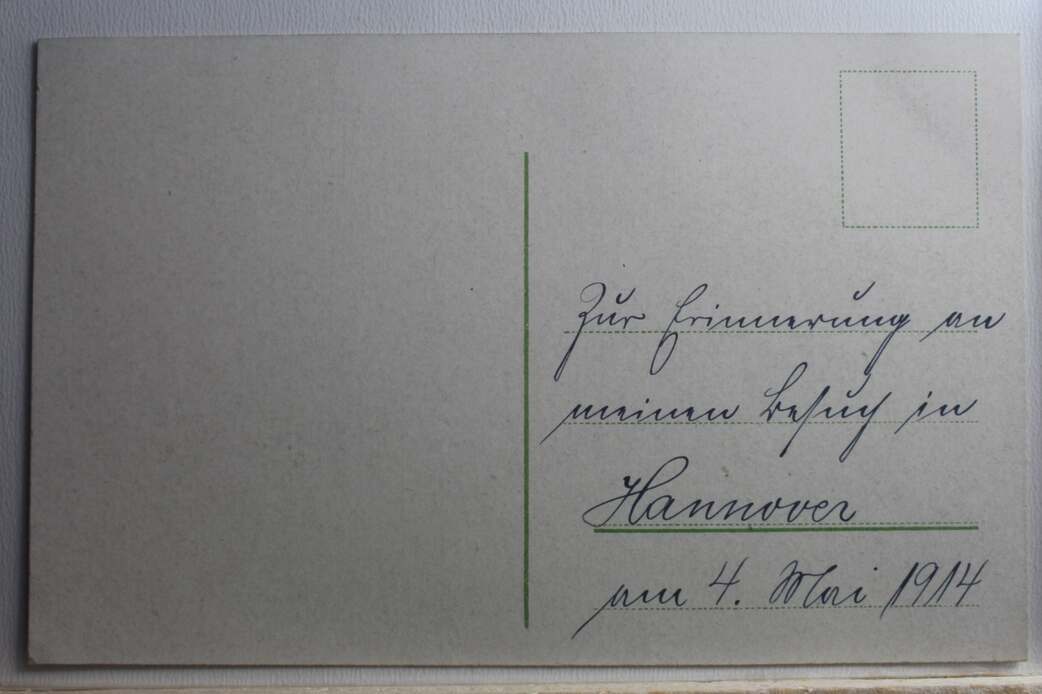 Zur Erinnerung an
meinen Besuch in
Hannover
am 4. Mai 1914